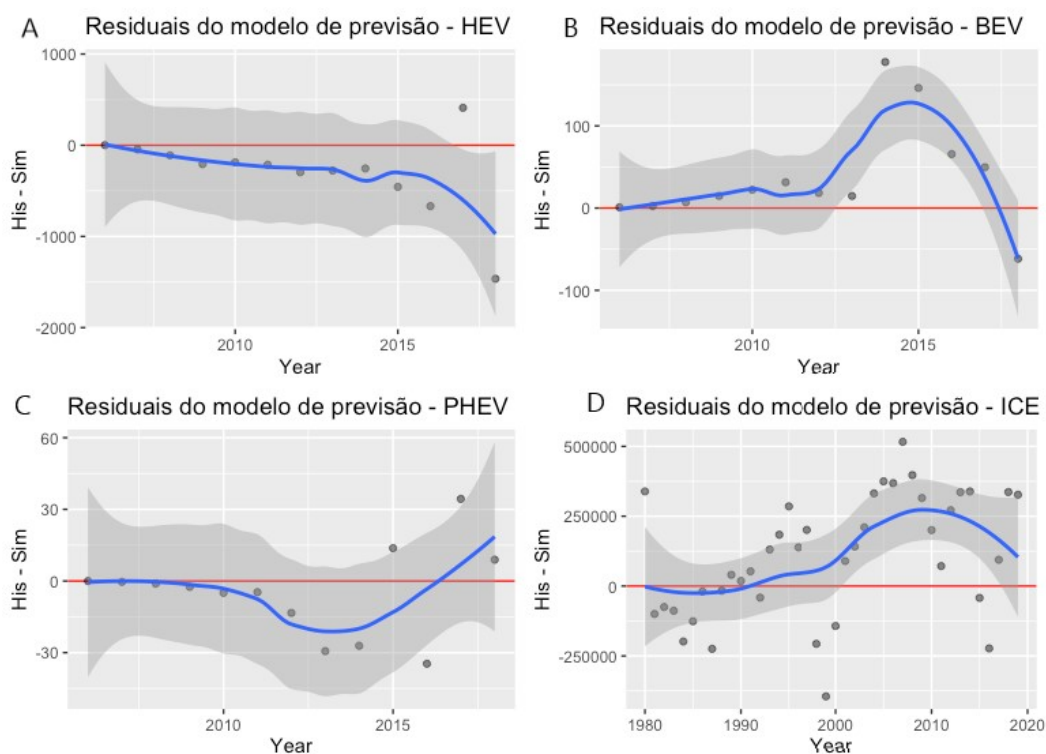 A Residuais do modelo de previsão - HEV
1000
0
-1000
-2000
His - Sim
2010 2015
Year
B Residuais do modelo de previsão - BEV
100
0
-100
His - Sim
2010 2015
Year
C Residuais do modelo de previsão - PHEV
60
30
0
-30
His - Sim
2010 2015
Year
D Residuais do modelo de previsão - ICE
500000
250000
0
-250000
His - Sim
1980 1990 2000 2010 2020
Year